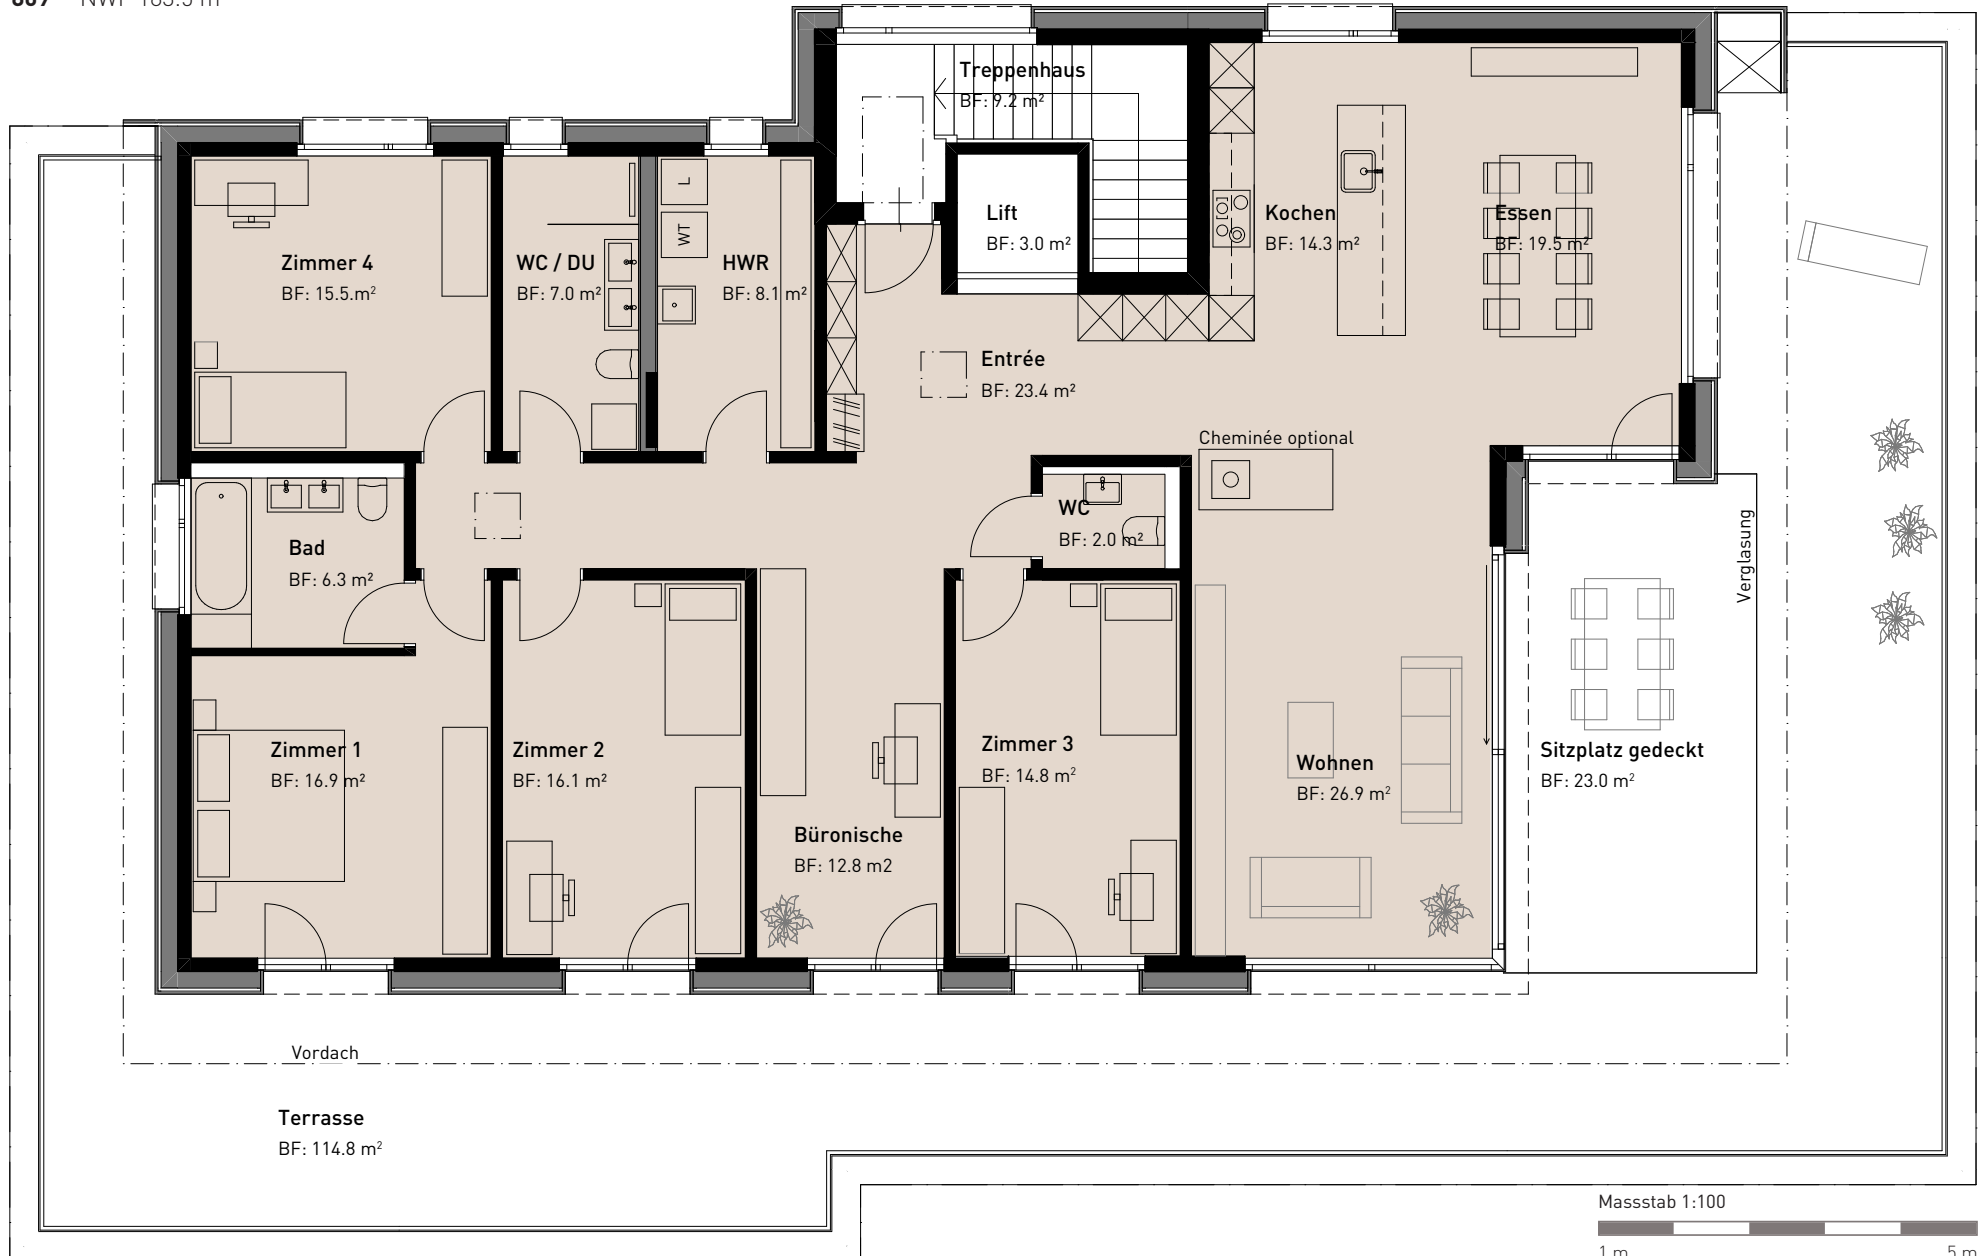 Treppenhaus
BF: 9.2 m²
Lift
BF: 3.0 m²
Kochen
BF: 14.3 m²
Essen
BF: 19.5 m²
Zimmer 4
BF: 15.5.m²
WC / DU
BF: 7.0 m²
L
WT
HWR
BF: 8.1 m²
Entrée
BF: 23.4 m²
Cheminée optional
WC
BF: 2.0 m²
Verglasung
Bad
BF: 6.3 m²
Zimmer 1
BF: 16.9 m²
Zimmer 2
BF: 16.1 m²
Büronische
BF: 12.8 m2
Zimmer 3
BF: 14.8 m²
Wohnen
BF: 26.9 m²
Sitzplatz gedeckt
BF: 23.0 m²
Vordach
Terrasse
BF: 114.8 m²
Massstab 1:100
1 m 5 m